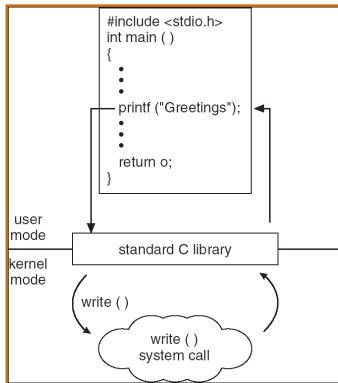 #include <stdio.h>
int main ( )
{
•
•
•
printf ("Greetings");
•
•
•
return o;
}
user
mode
standard C library
kernel
mode
write ( )
write ( )
system call